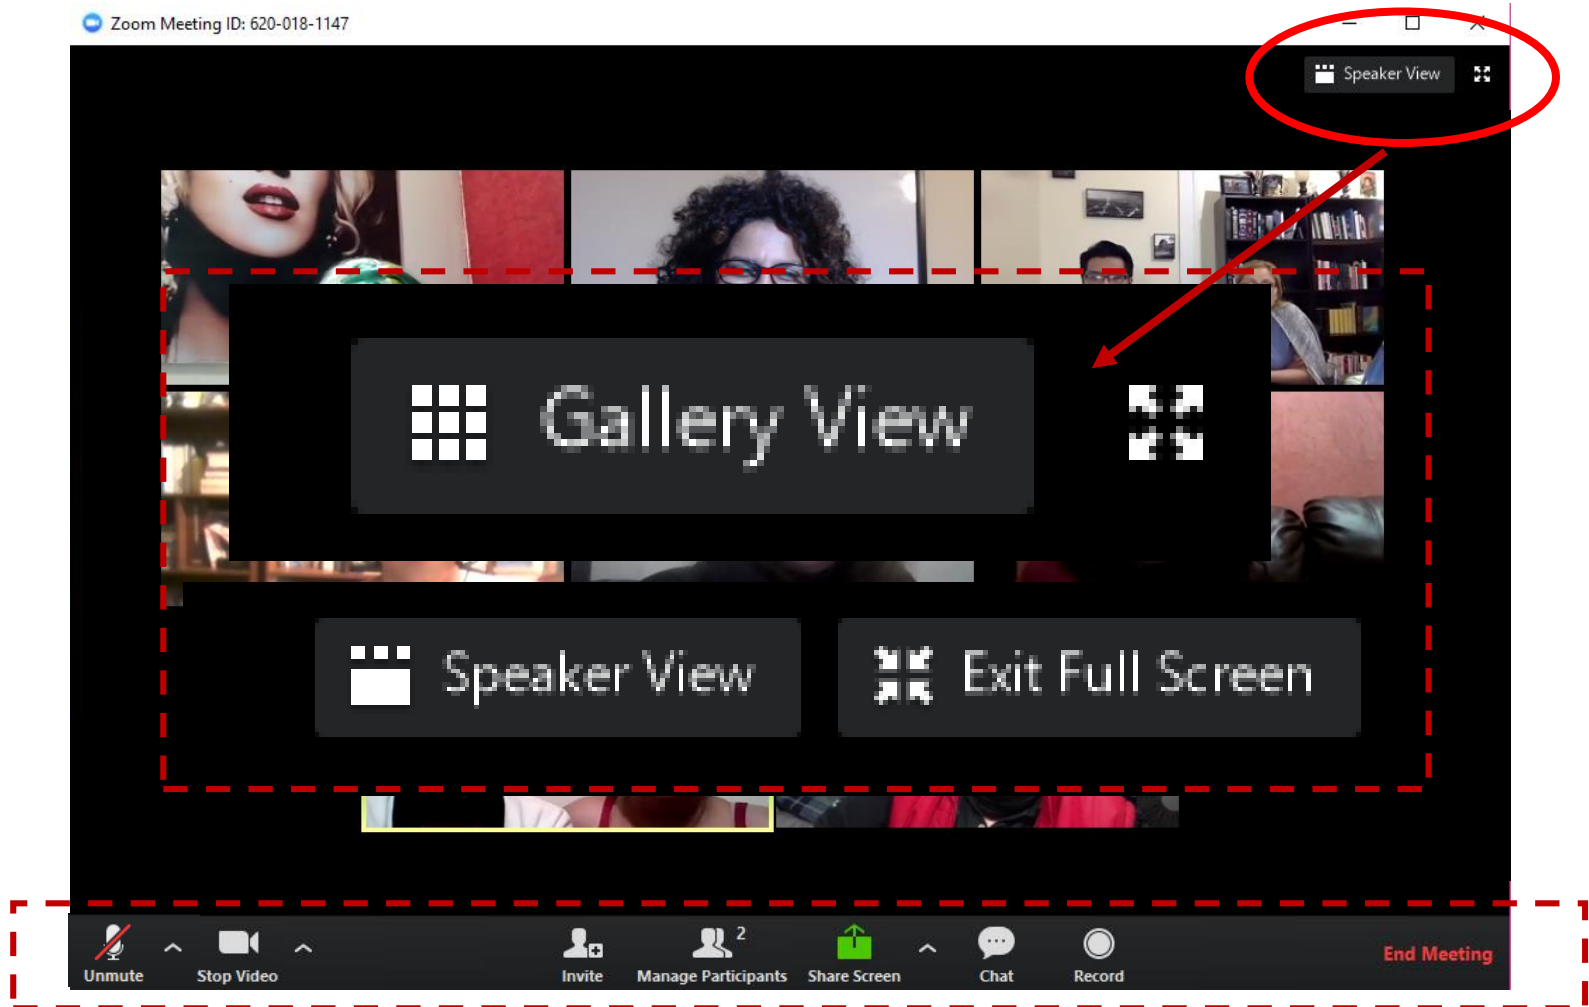 Zoom Meeting ID: 620-018-1147
Speaker View
Gallery View
Speaker View
Exit Full Screen
2
Unmute
Stop Video
Invite
Manage Participants
Share Screen
Chat
Record
End Meeting